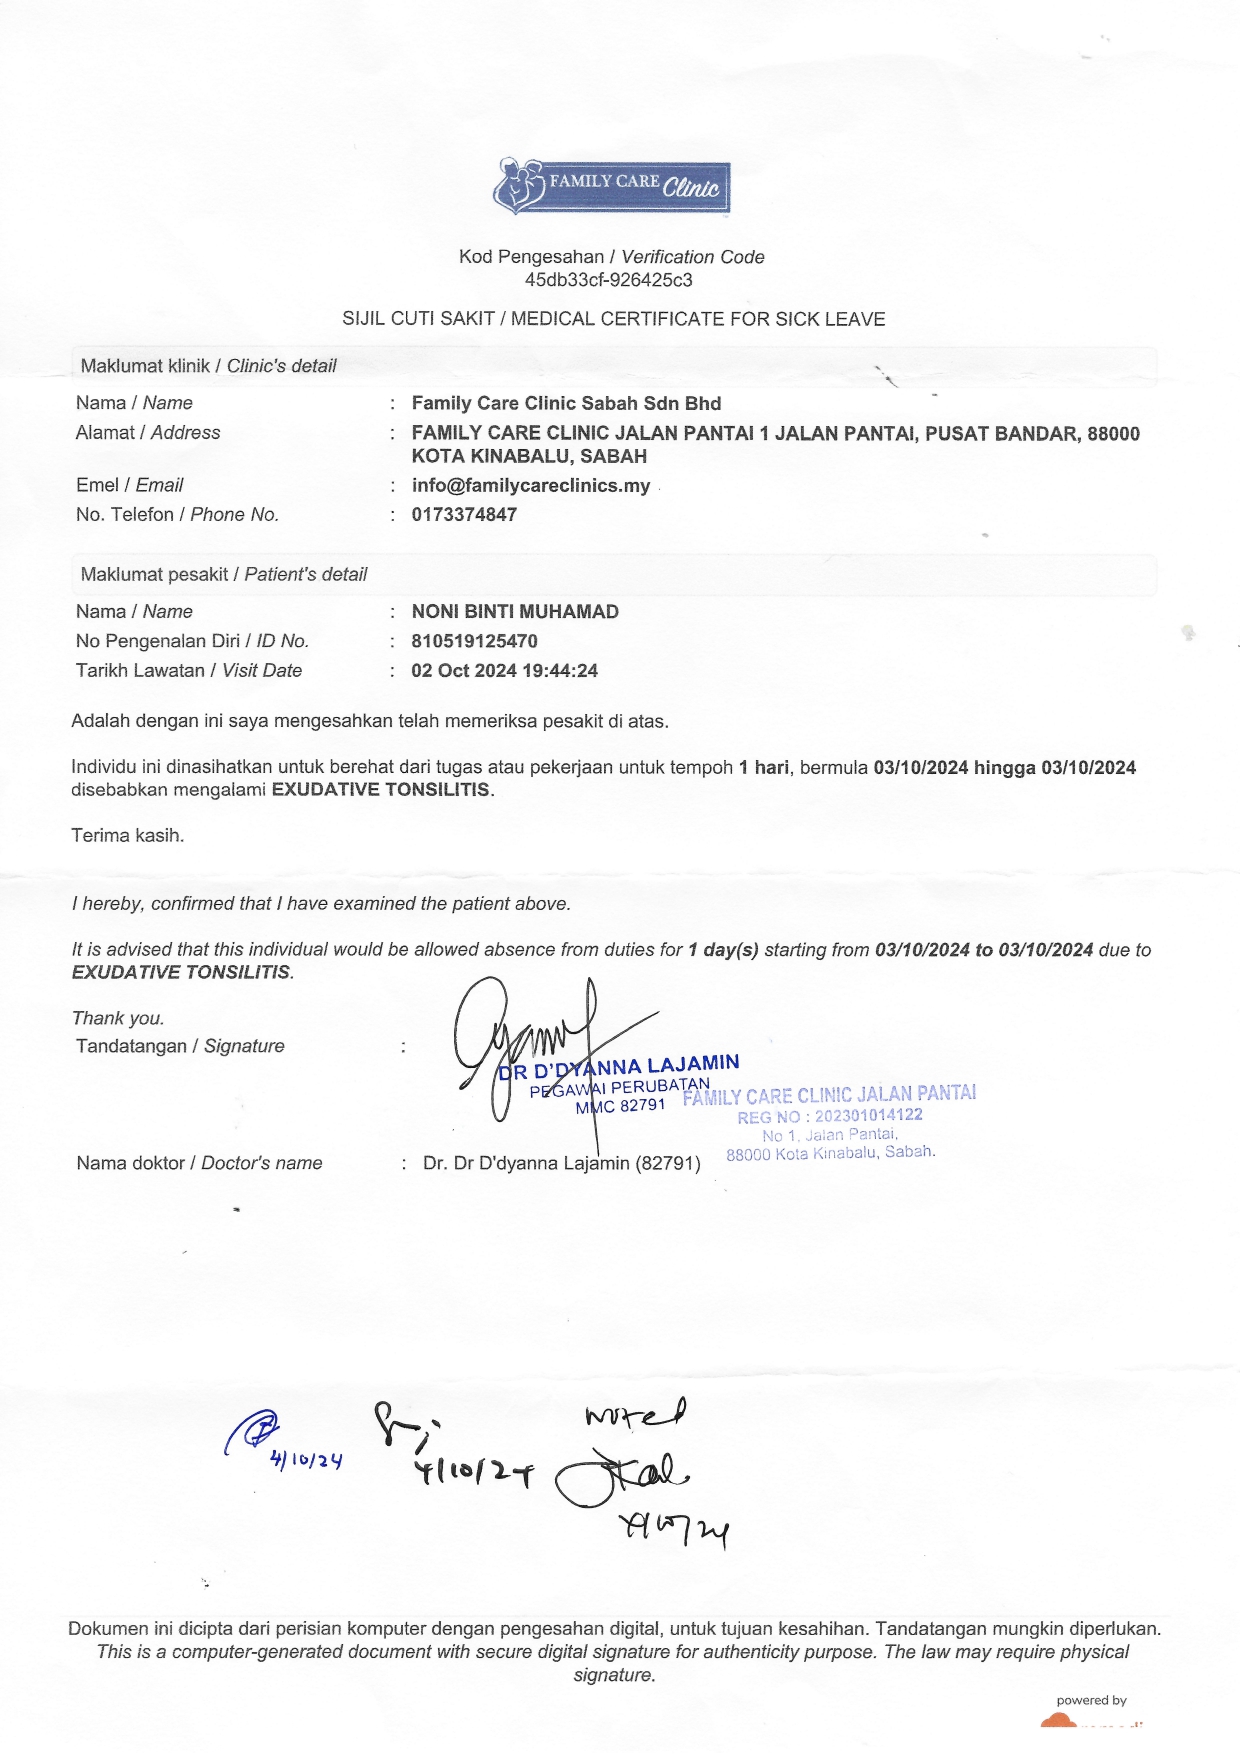 FAMILY CARE Clinic
Kod Pengesahan / Verification Code
45db33cf-926425c3
SIJIL CUTI SAKIT / MEDICAL CERTIFICATE FOR SICK LEAVE
Maklumat klinik / Clinic's detail
Nama / Name : Family Care Clinic Sabah Sdn Bhd
Alamat / Address : FAMILY CARE CLINIC JALAN PANTAI 1 JALAN PANTAI, PUSAT BANDAR, 88000
KOTA KINABALU, SABAH
Emel / Email : info@familycareclinics.my
No. Telefon / Phone No. : 0173374847
Maklumat pesakit / Patient's detail
Nama / Name : NONI BINTI MUHAMAD
No Pengenalan Diri / ID No. : 810519125470
Tarikh Lawatan / Visit Date : 02 Oct 2024 19:44:24
Adalah dengan ini saya mengesahkan telah memeriksa pesakit di atas.
Individu ini dinasihatkan untuk berehat dari tugas atau pekerjaan untuk tempoh 1 hari, bermula 03/10/2024 hingga 03/10/2024
disebabkan mengalami EXUDATIVE TONSILITIS.
Terima kasih.
I hereby, confirmed that I have examined the patient above.
It is advised that this individual would be allowed absence from duties for 1 day(s) starting from 03/10/2024 to 03/10/2024 due to
EXUDATIVE TONSILITIS.
Thank you.
Tandatangan / Signature :
DR D'DYANNA LAJAMIN
PEGAWAI PERUBATAN
MMC 82791
FAMILY CARE CLINIC JALAN PANTAI
REG NO : 202301014122
No 1, Jalan Pantai,
88000 Kota Kinabalu, Sabah.
Nama doktor / Doctor's name : Dr. Dr D'dyanna Lajamin (82791)
noted
4/10/24
4/10/24
4/10/24
Dokumen ini dicipta dari perisian komputer dengan pengesahan digital, untuk tujuan kesahihan. Tandatangan mungkin diperlukan.
This is a computer-generated document with secure digital signature for authenticity purpose. The law may require physical
signature.
powered by